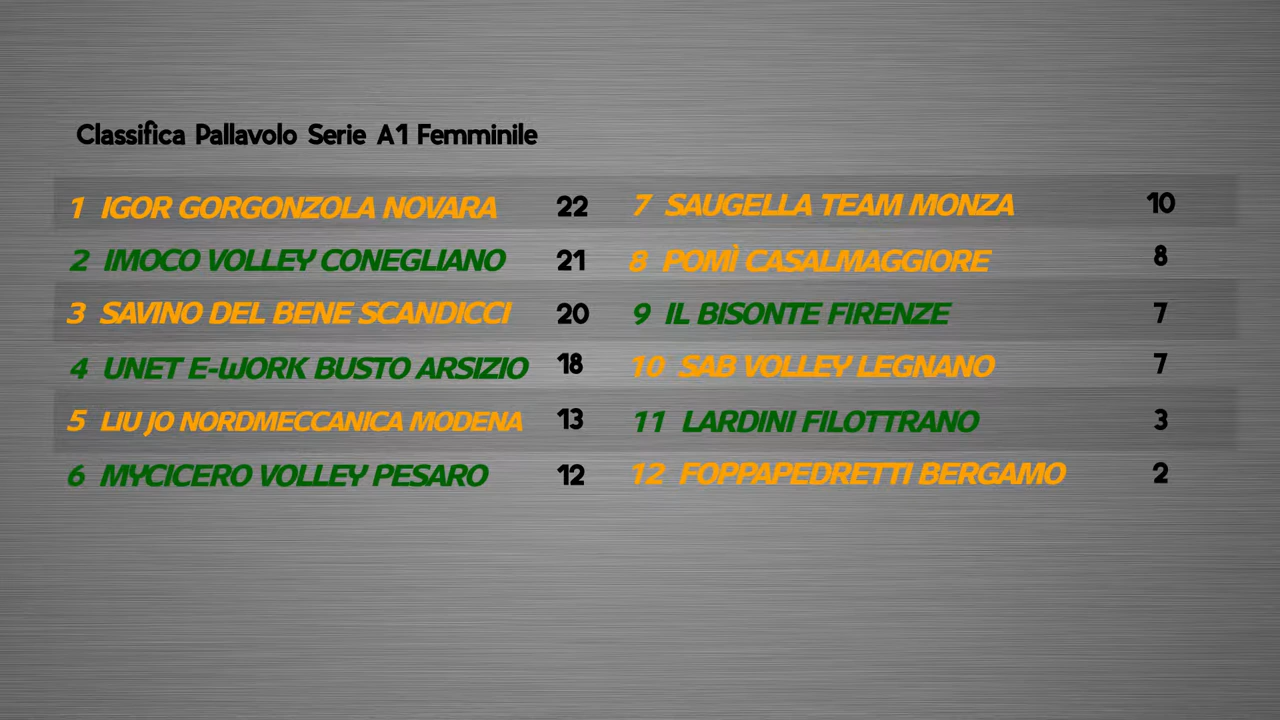 Classifica Pallavolo Serie A1 Femminile
1 IGOR GORGONZOLA NOVARA 22
2 IMOCO VOLLEY CONEGLIANO 21
3 SAVINO DEL BENE SCANDICCI 20
4 UNET E-WORK BUSTO ARSIZIO 18
5 LIU JO NORDMECCANICA MODENA 13
6 MYCICERO VOLLEY PESARO 12
7 SAUGELLA TEAM MONZA 10
8 POMÌ CASALMAGGIORE 8
9 IL BISONTE FIRENZE 7
10 SAB VOLLEY LEGNANO 7
11 LARDINI FILOTTRANO 3
12 FOPPAPEDRETTI BERGAMO 2